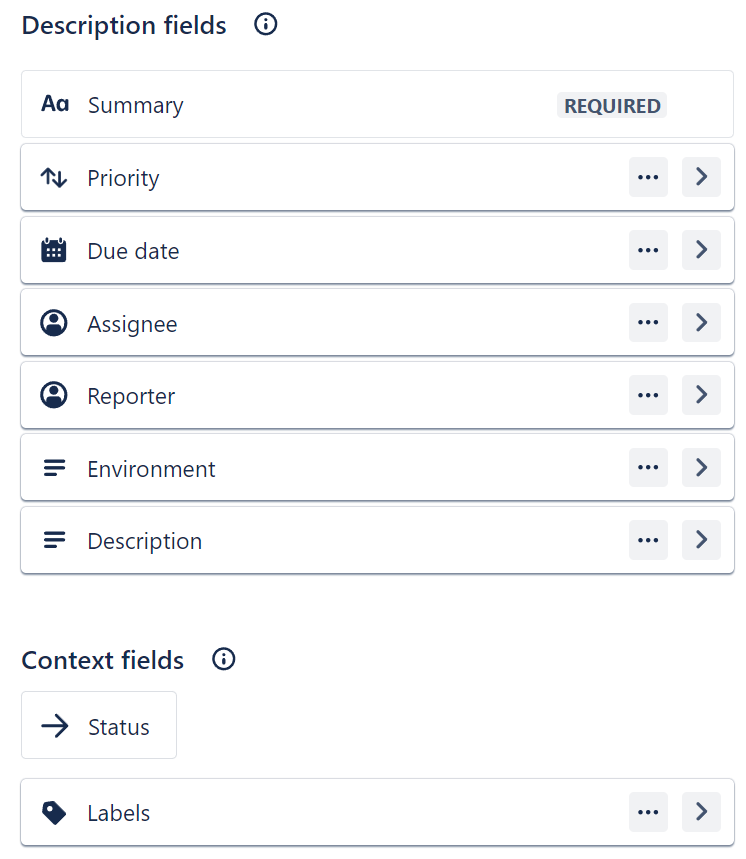 Description fields
Aa Summary REQUIRED
Priority
Due date
Assignee
Reporter
Environment
Description
Context fields
Status
Labels